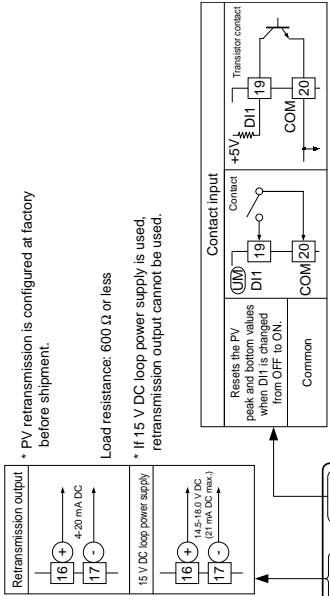 Retransmission output
16
+
17
-
4-20 mA DC
15 V DC loop power supply
16
+
17
-
14.5-18.0 V DC
(21 mA DC max.)
* PV retransmission is configured at factory
before shipment.
Load resistance: 600 Ω or less
* If 15 V DC loop power supply is used,
retransmission output cannot be used.
Contact input
Resets the PV
peak and bottom values
when DI1 is changed
from OFF to ON.
Common
UM
Contact
DI1
19
COM
20
Transistor contact
+5V
DI1
19
COM
20